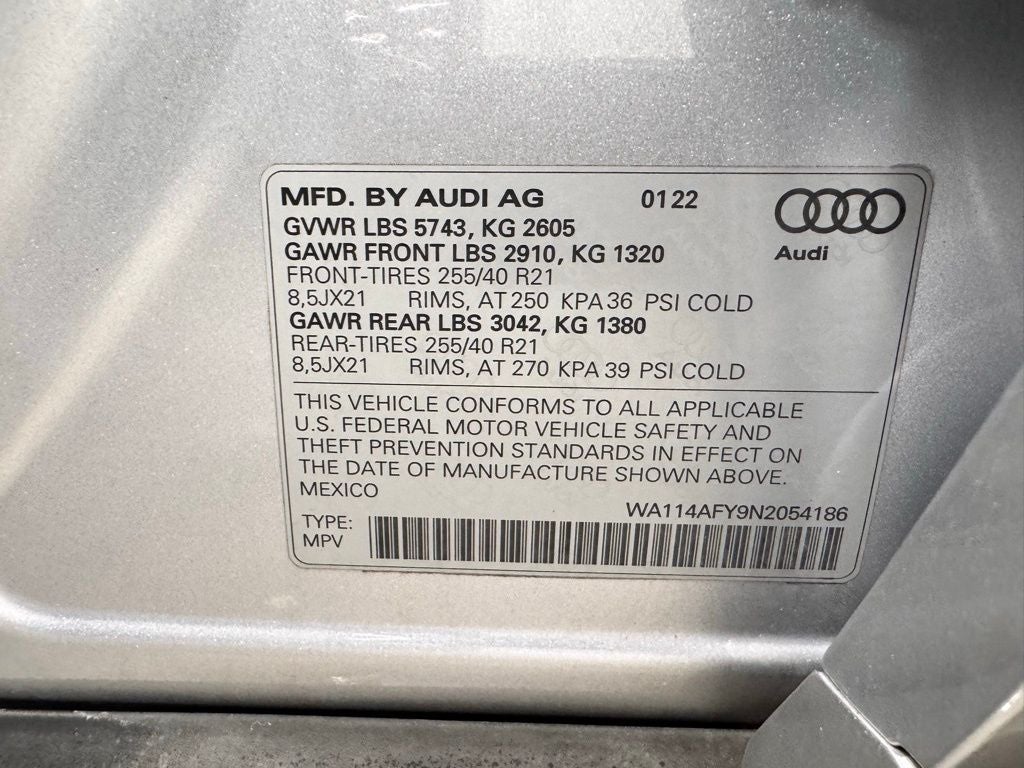 MFD. BY AUDI AG 01 22
GVWR LBS 5743, KG 2605
GAWR FRONT LBS 2910, KG 1320
Audi
FRONT-TIRES 255/40 R21
8,5JX21 RIMS, AT 250 KPA 36 PSI COLD
GAWR REAR LBS 3042, KG 1380
REAR-TIRES 255/40 R21
8,5JX21 RIMS, AT 270 KPA 39 PSI COLD
THIS VEHICLE CONFORMS TO ALL APPLICABLE
U.S. FEDERAL MOTOR VEHICLE SAFETY AND
THEFT PREVENTION STANDARDS IN EFFECT ON
THE DATE OF MANUFACTURE SHOWN ABOVE.
MEXICO
WA114AFY9N2054186
TYPE:
MPV